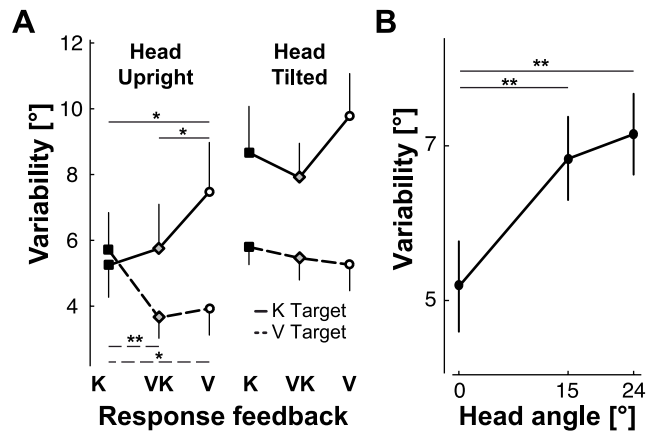 A
B
12
10
8
6
4
Variability [°]
Head
Upright
Head
Tilted
*
*
**
*
K Target
V Target
K VK V
K VK V
Response feedback
**
**
7
5
Variability [°]
0 15 24
Head angle [°]